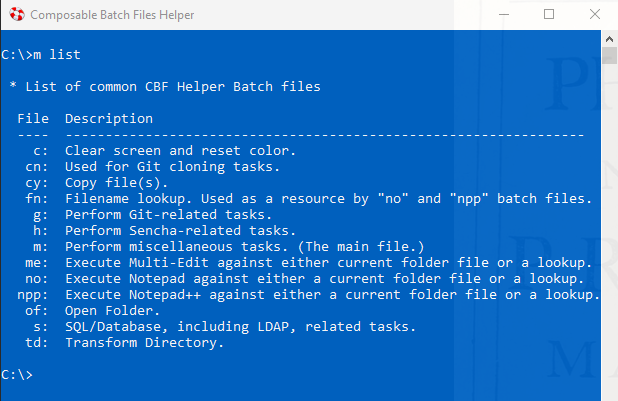 Composable Batch Files Helper
C:\>m list
* List of common CBF Helper Batch files
File  Description
----  ----------------------------------------------------------------
c:  Clear screen and reset color.
cn:  Used for Git cloning tasks.
cy:  Copy file(s).
fn:  Filename lookup. Used as a resource by "no" and "npp" batch files.
g:  Perform Git-related tasks.
h:  Perform Sencha-related tasks.
m:  Perform miscellaneous tasks. (The main file.)
me:  Execute Multi-Edit against either current folder file or a lookup.
no:  Execute Notepad against either a current folder file or a lookup.
npp:  Execute Notepad++ against either a current folder file or a lookup.
of:  Open Folder.
s:  SQL/Database, including LDAP, related tasks.
td:  Transform Directory.
C:\>